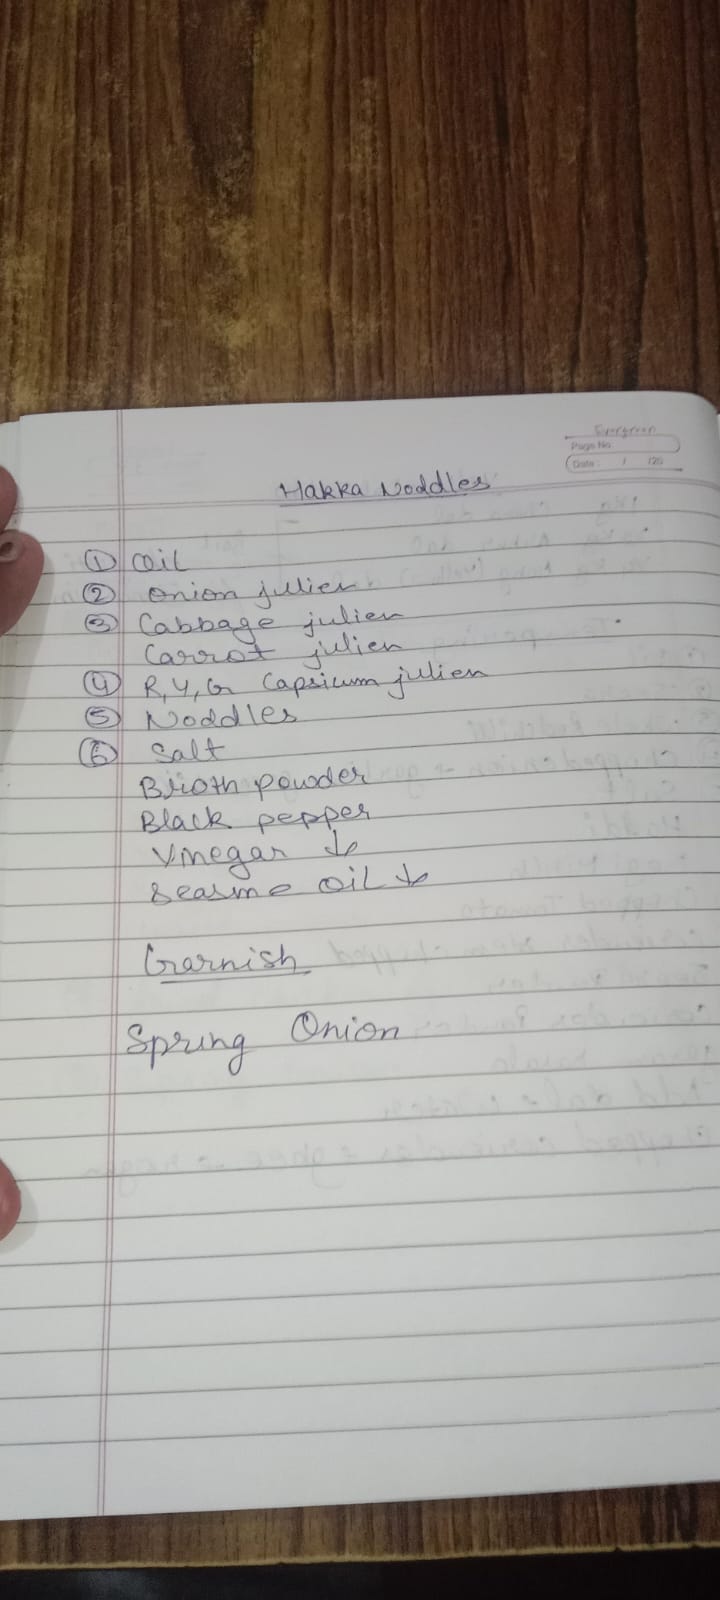 Evergreen
Page No.
Date: / /20
Hakka Noddles
① Oil
② Onion jullien
③ Cabbage julien
Carrot julien
④ R, Y, G Capsicum julien
⑤ Noddles
⑥ Salt
Broth powder
Black pepper
Vinegar ↓
Seasme oil ↓
Garnish
Spring Onion